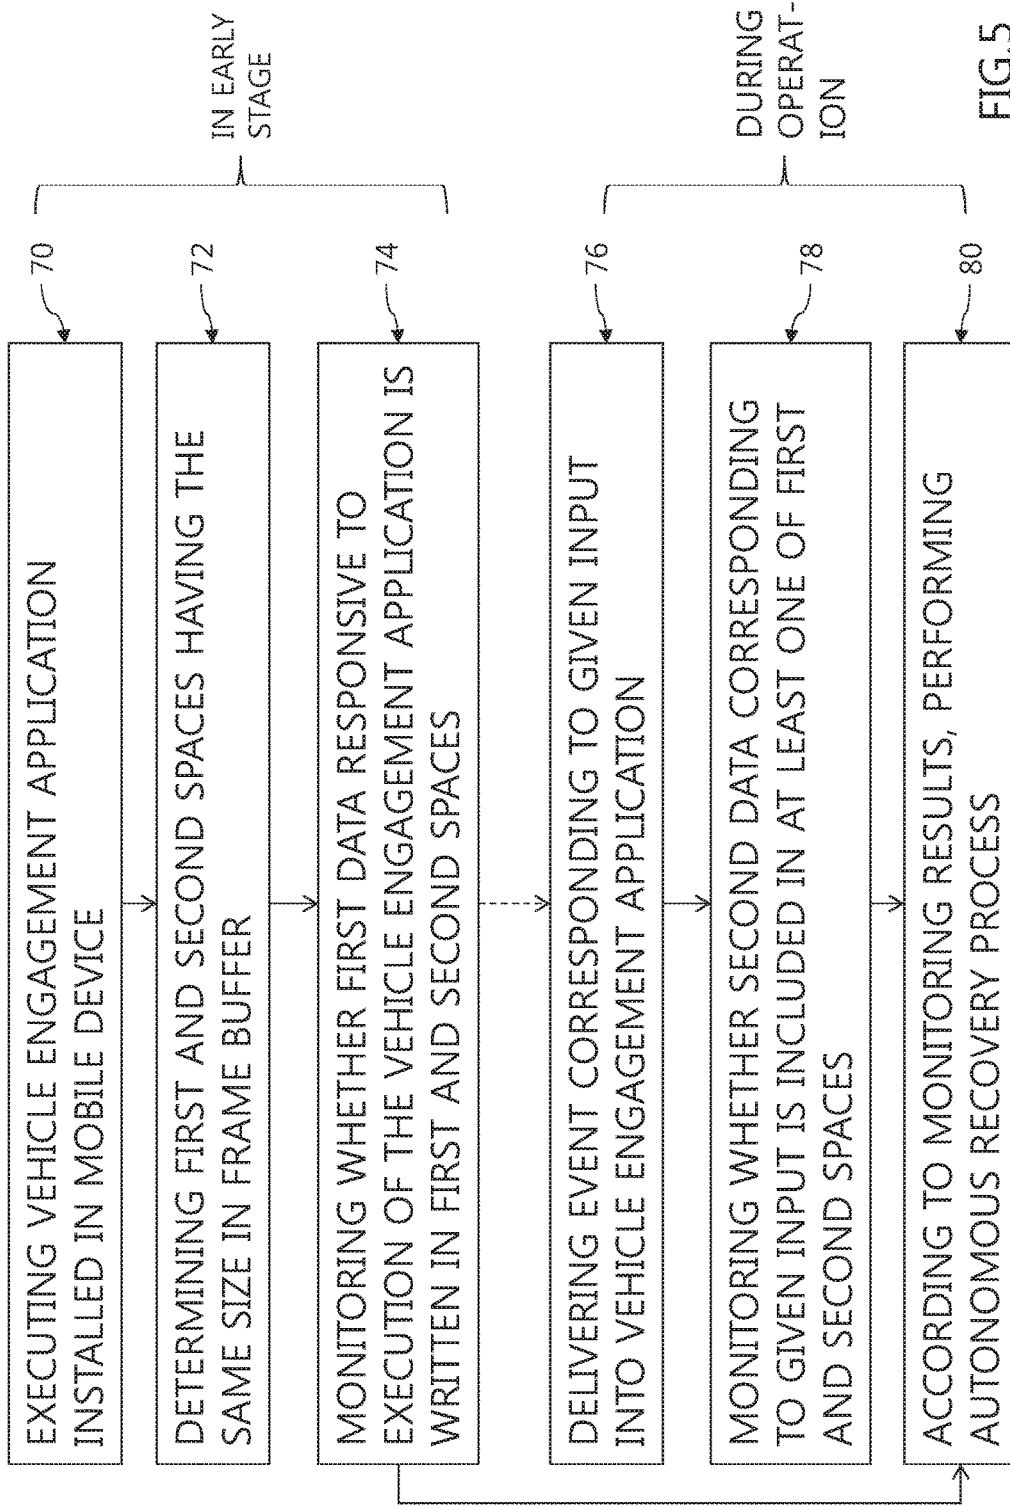 EXECUTING VEHICLE ENGAGEMENT APPLICATION
INSTALLED IN MOBILE DEVICE
70
DETERMINING FIRST AND SECOND SPACES HAVING THE
SAME SIZE IN FRAME BUFFER
72
MONITORING WHETHER FIRST DATA RESPONSIVE TO
EXECUTION OF THE VEHICLE ENGAGEMENT APPLICATION IS
WRITTEN IN FIRST AND SECOND SPACES
74
IN EARLY
STAGE
DELIVERING EVENT CORRESPONDING TO GIVEN INPUT
INTO VEHICLE ENGAGEMENT APPLICATION
76
MONITORING WHETHER SECOND DATA CORRESPONDING
TO GIVEN INPUT IS INCLUDED IN AT LEAST ONE OF FIRST
AND SECOND SPACES
78
ACCORDING TO MONITORING RESULTS, PERFORMING
AUTONOMOUS RECOVERY PROCESS
80
DURING
OPERAT-
ION
FIG.5